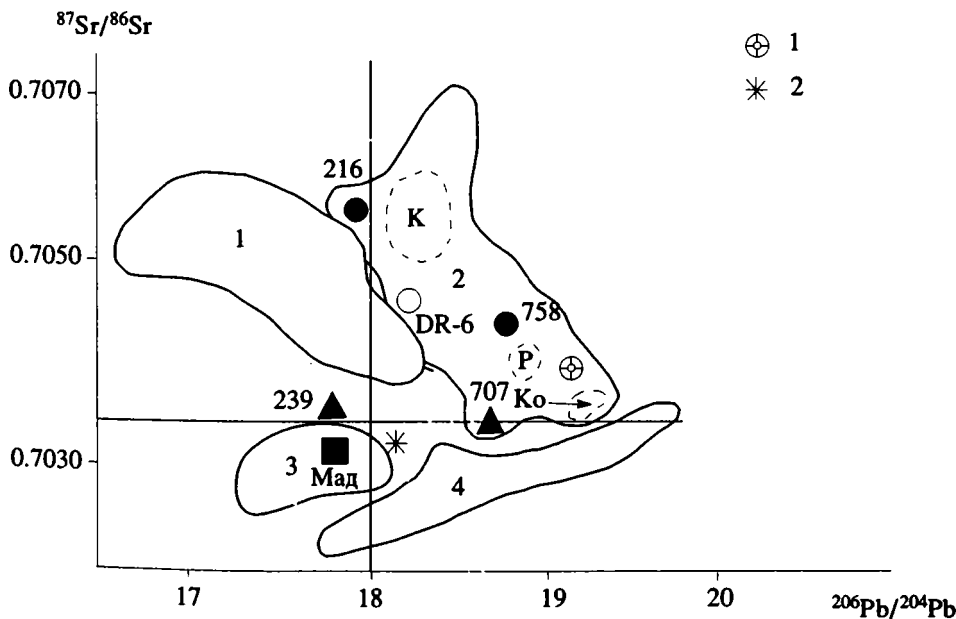 ⁸⁷Sr/⁸⁶Sr
1
2
0.7070
216
K
1
2
0.7050
DR-6
758
P
239
707
Ko
0.7030
3
Мад
4
17
18
19
20
²⁰⁶Pb/²⁰⁴Pb